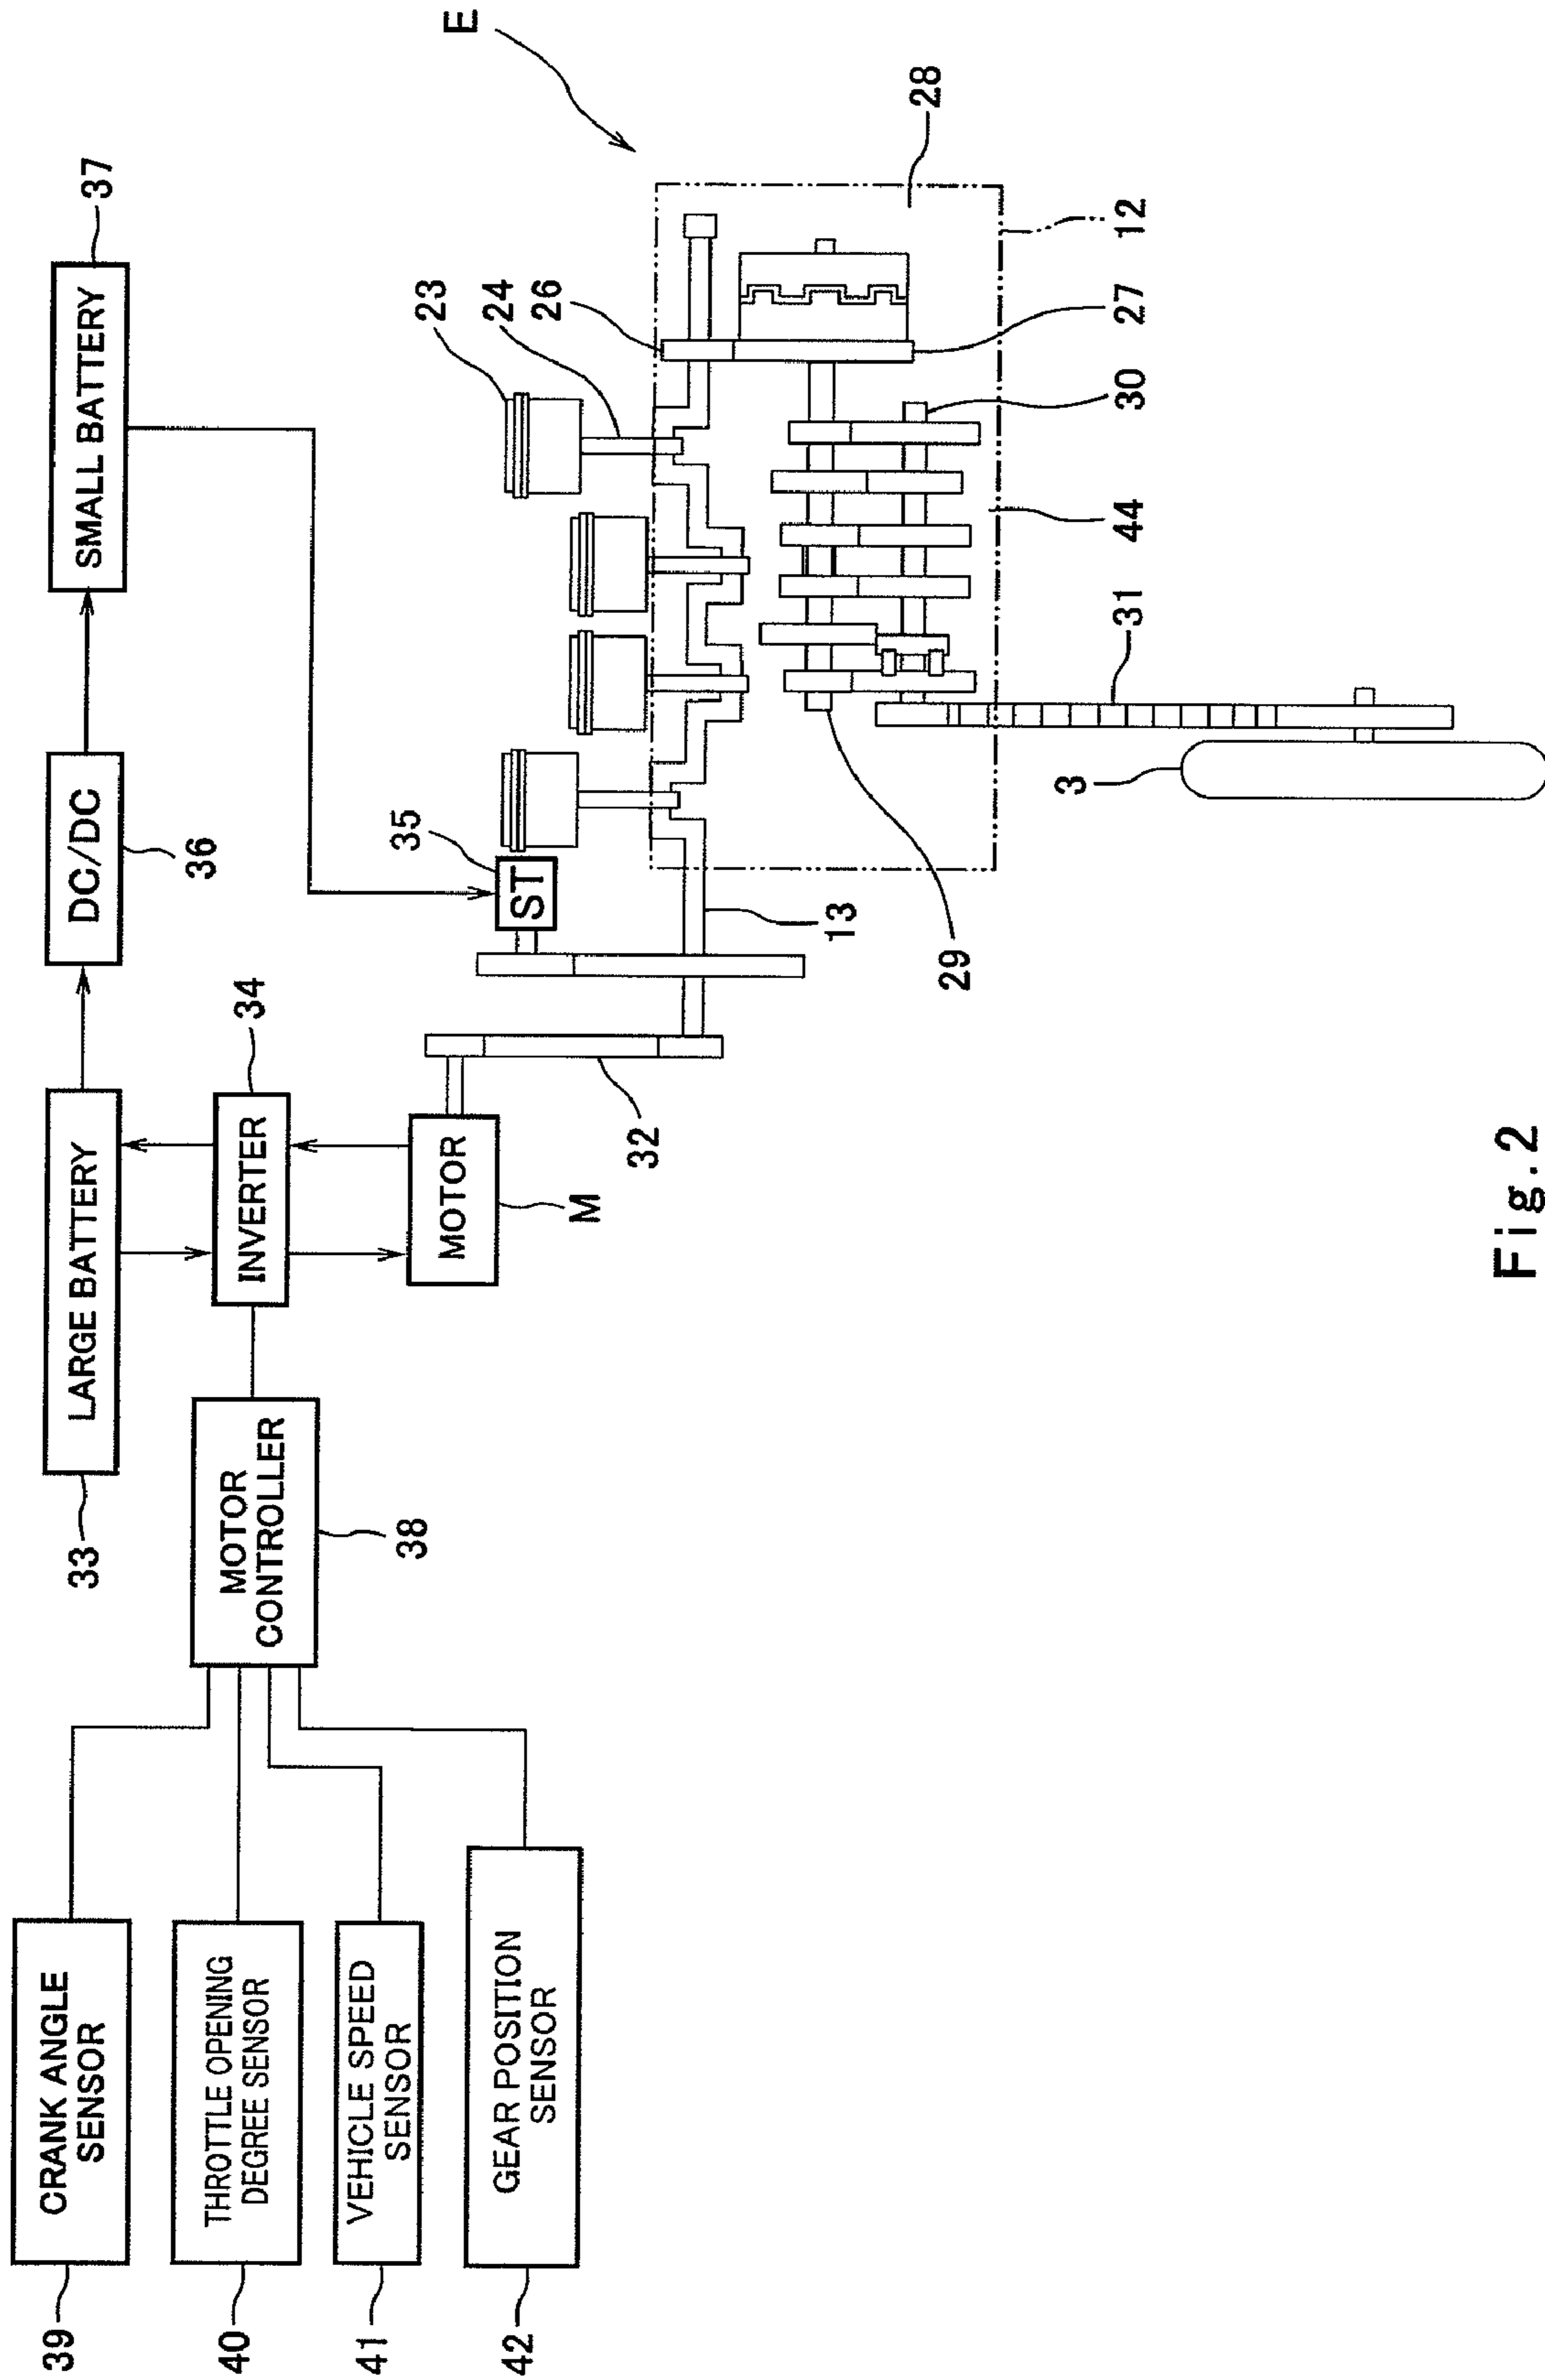 CRANK ANGLE
SENSOR
39
THROTTLE OPENING
DEGREE SENSOR
40
VEHICLE SPEED
SENSOR
41
GEAR POSITION
SENSOR
42
MOTOR
CONTROLLER
38
LARGE BATTERY
33
INVERTER
34
MOTOR
M
32
DC/DC
36
SMALL BATTERY
37
ST
35
13
23
24
26
E
28
12
27
30
44
31
29
3
Fig.2